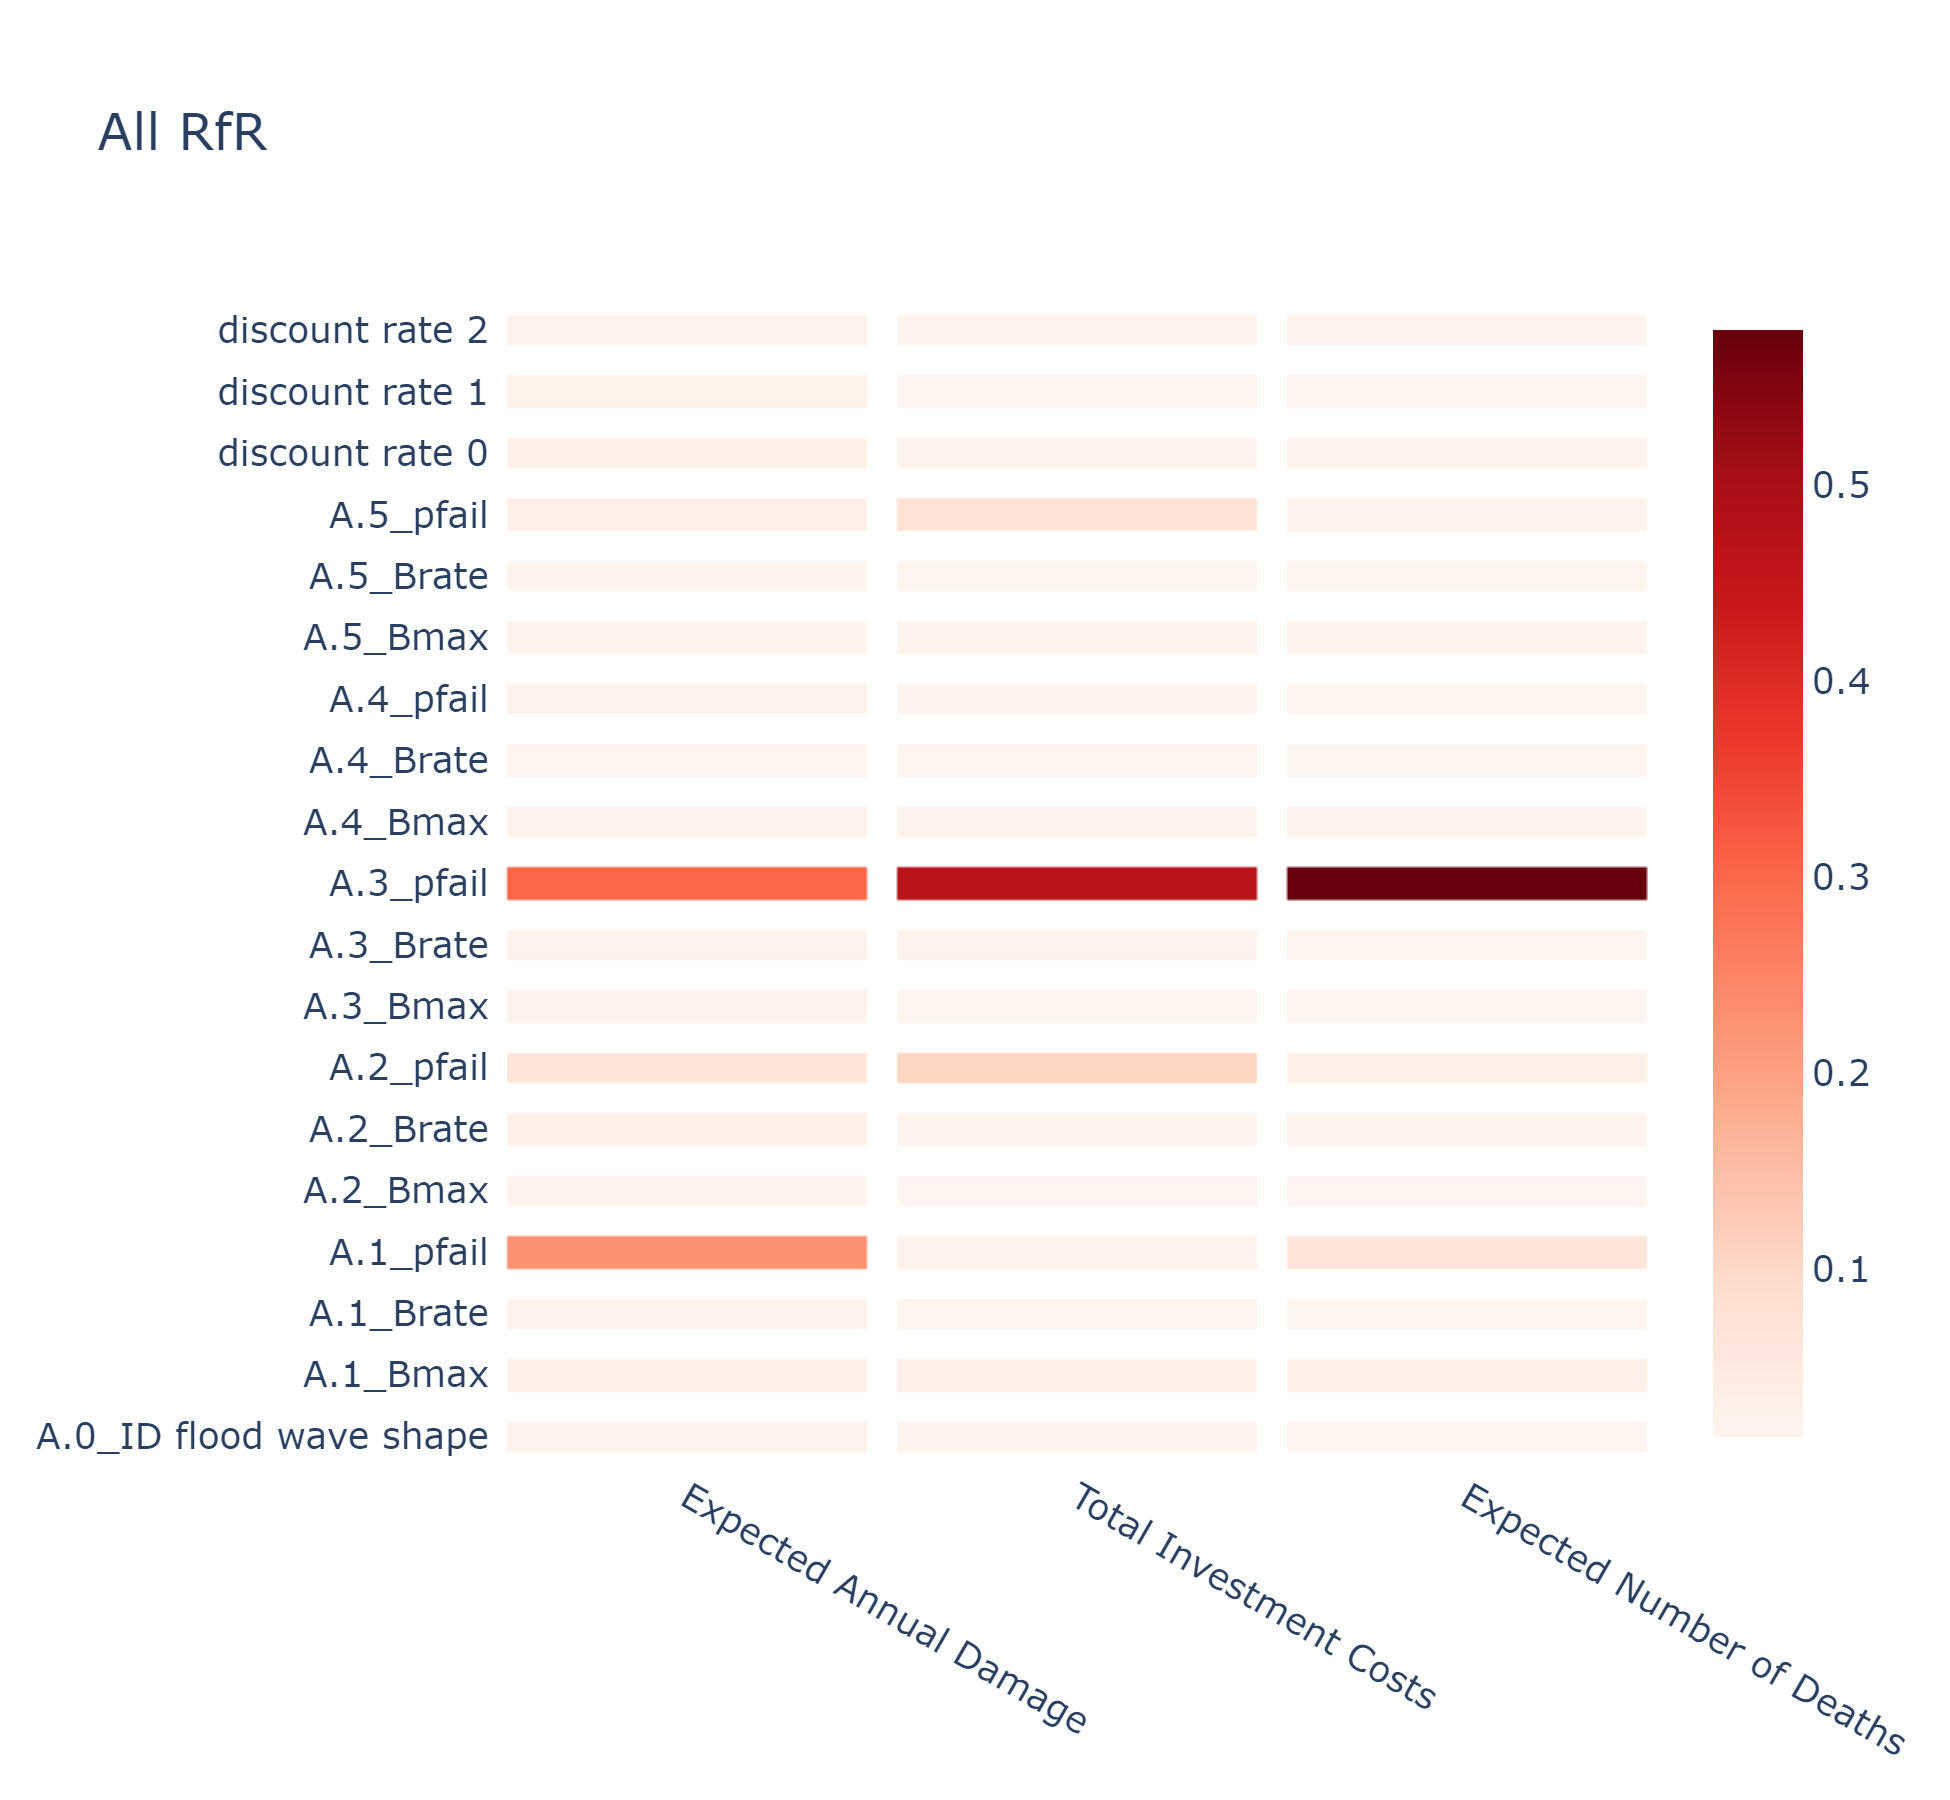 All RfR
discount rate 2
discount rate 1
discount rate 0
A.5_pfail
A.5_Brate
A.5_Bmax
A.4_pfail
A.4_Brate
A.4_Bmax
A.3_pfail
A.3_Brate
A.3_Bmax
A.2_pfail
A.2_Brate
A.2_Bmax
A.1_pfail
A.1_Brate
A.1_Bmax
A.0_ID flood wave shape
Expected Annual Damage
Total Investment Costs
Expected Number of Deaths
0.5
0.4
0.3
0.2
0.1